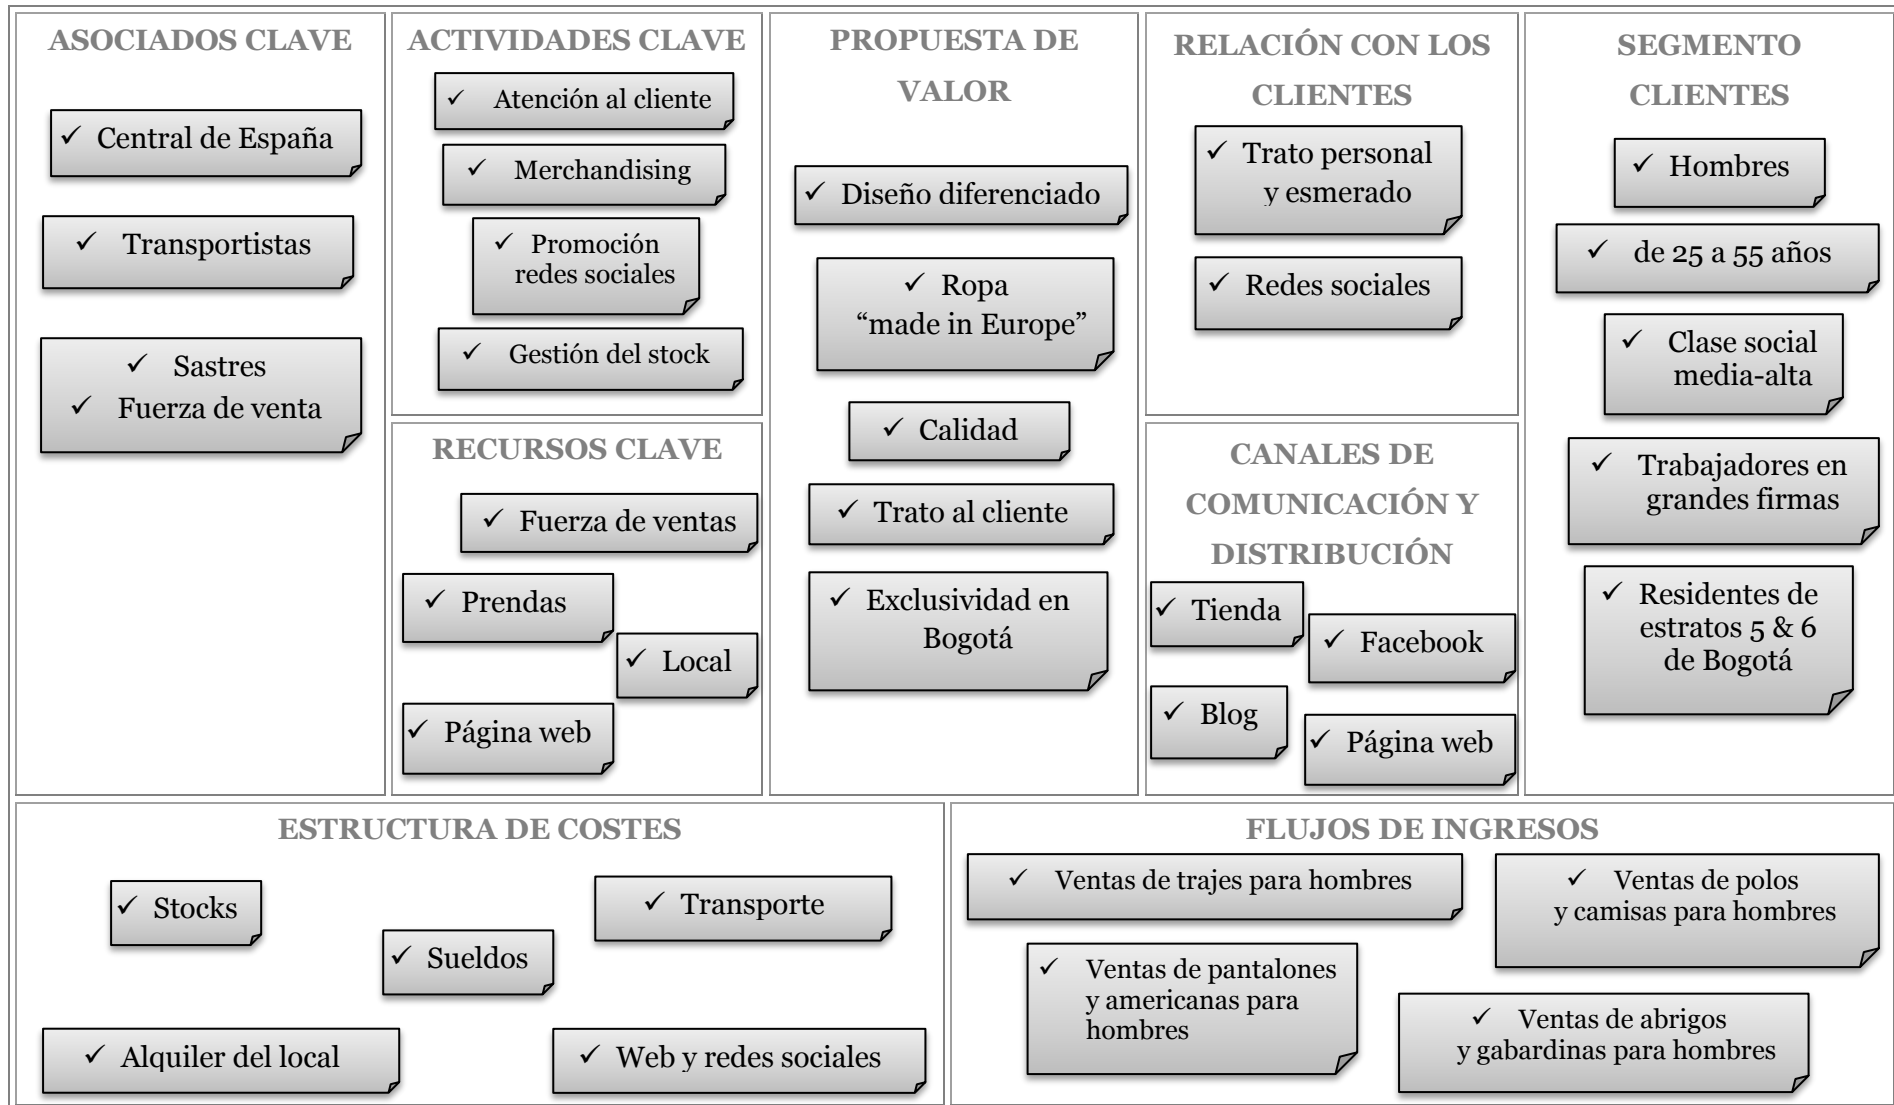 ASOCIADOS CLAVE
✓ Central de España
✓ Transportistas
✓ Sastres
✓ Fuerza de venta
ACTIVIDADES CLAVE
✓ Atención al cliente
✓ Merchandising
✓ Promoción
redes sociales
✓ Gestión del stock
RECURSOS CLAVE
✓ Fuerza de ventas
✓ Prendas
✓ Local
✓ Página web
PROPUESTA DE
VALOR
✓ Diseño diferenciado
✓ Ropa
“made in Europe”
✓ Calidad
✓ Trato al cliente
✓ Exclusividad en
Bogotá
RELACIÓN CON LOS
CLIENTES
✓ Trato personal
y esmerado
✓ Redes sociales
CANALES DE
COMUNICACIÓN Y
DISTRIBUCIÓN
✓ Tienda
✓ Facebook
✓ Blog
✓ Página web
SEGMENTO
CLIENTES
✓ Hombres
✓ de 25 a 55 años
✓ Clase social
media-alta
✓ Trabajadores en
grandes firmas
✓ Residentes de
estratos 5 & 6
de Bogotá
ESTRUCTURA DE COSTES
✓ Stocks
✓ Transporte
✓ Sueldos
✓ Alquiler del local
✓ Web y redes sociales
FLUJOS DE INGRESOS
✓ Ventas de trajes para hombres
✓ Ventas de polos
y camisas para hombres
✓ Ventas de pantalones
y americanas para
hombres
✓ Ventas de abrigos
y gabardinas para hombres